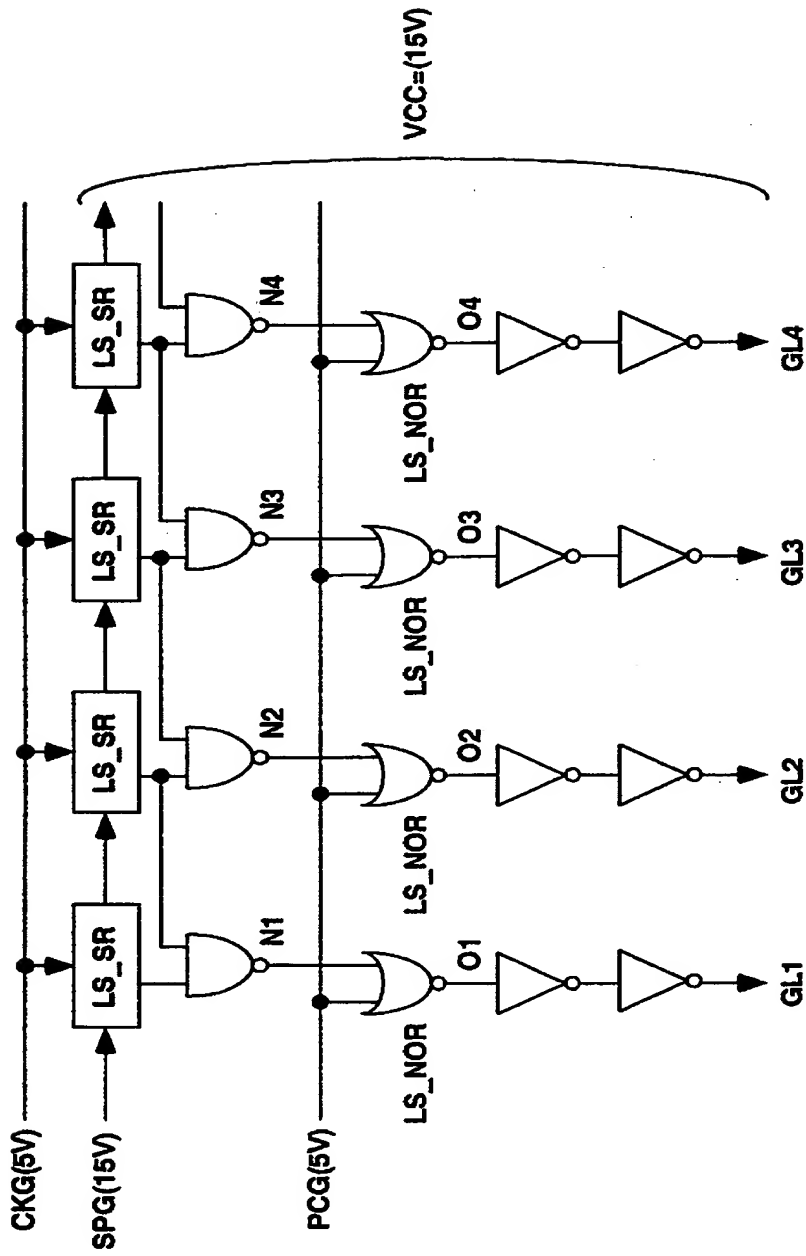 CKG(5V)
SPG(15V)
LS_SR
LS_SR
LS_SR
LS_SR
VCC=(15V)
N1
N2
N3
N4
PCG(5V)
LS_NOR
LS_NOR
LS_NOR
LS_NOR
O1
O2
O3
O4
GL1
GL2
GL3
GL4